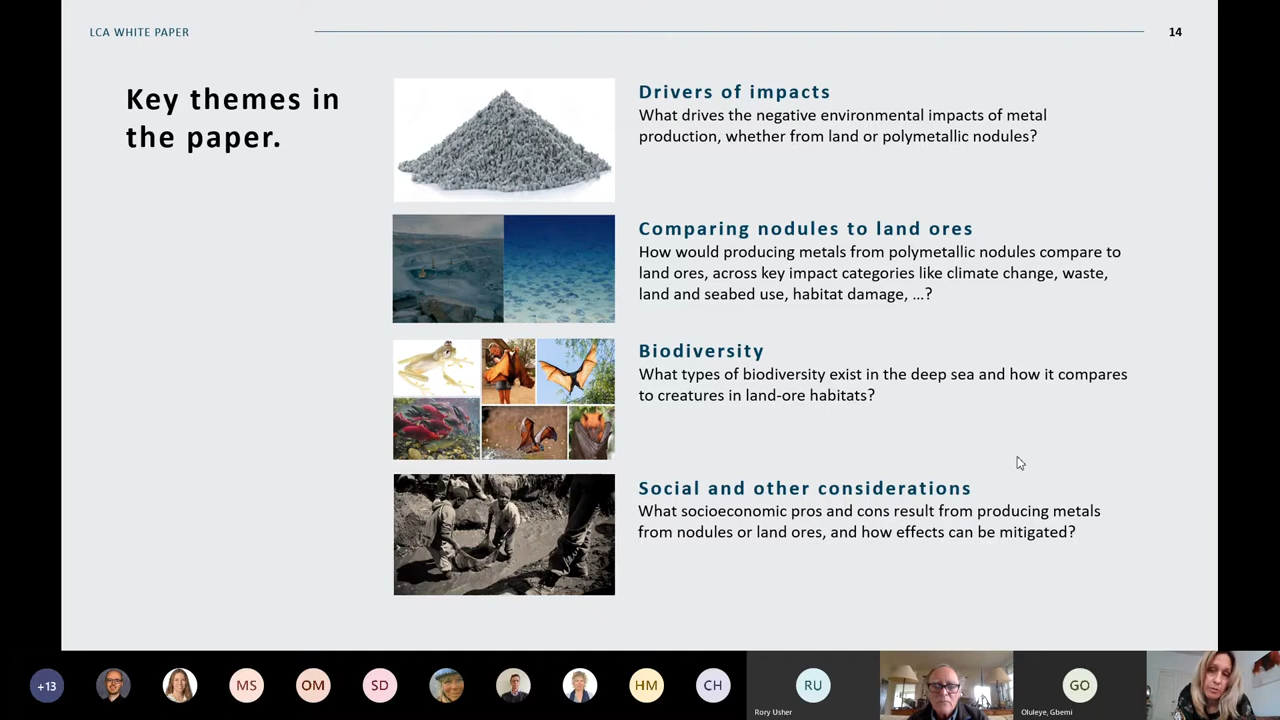 LCA WHITE PAPER
14
Key themes in
the paper.
Drivers of impacts
What drives the negative environmental impacts of metal
production, whether from land or polymetallic nodules?
Comparing nodules to land ores
How would producing metals from polymetallic nodules compare to
land ores, across key impact categories like climate change, waste,
land and seabed use, habitat damage, …?
Biodiversity
What types of biodiversity exist in the deep sea and how it compares
to creatures in land-ore habitats?
Social and other considerations
What socioeconomic pros and cons result from producing metals
from nodules or land ores, and how effects can be mitigated?
+13
MS
OM
SD
HM
CH
RU
GO
Rory Usher
Oluleye, Gbemi